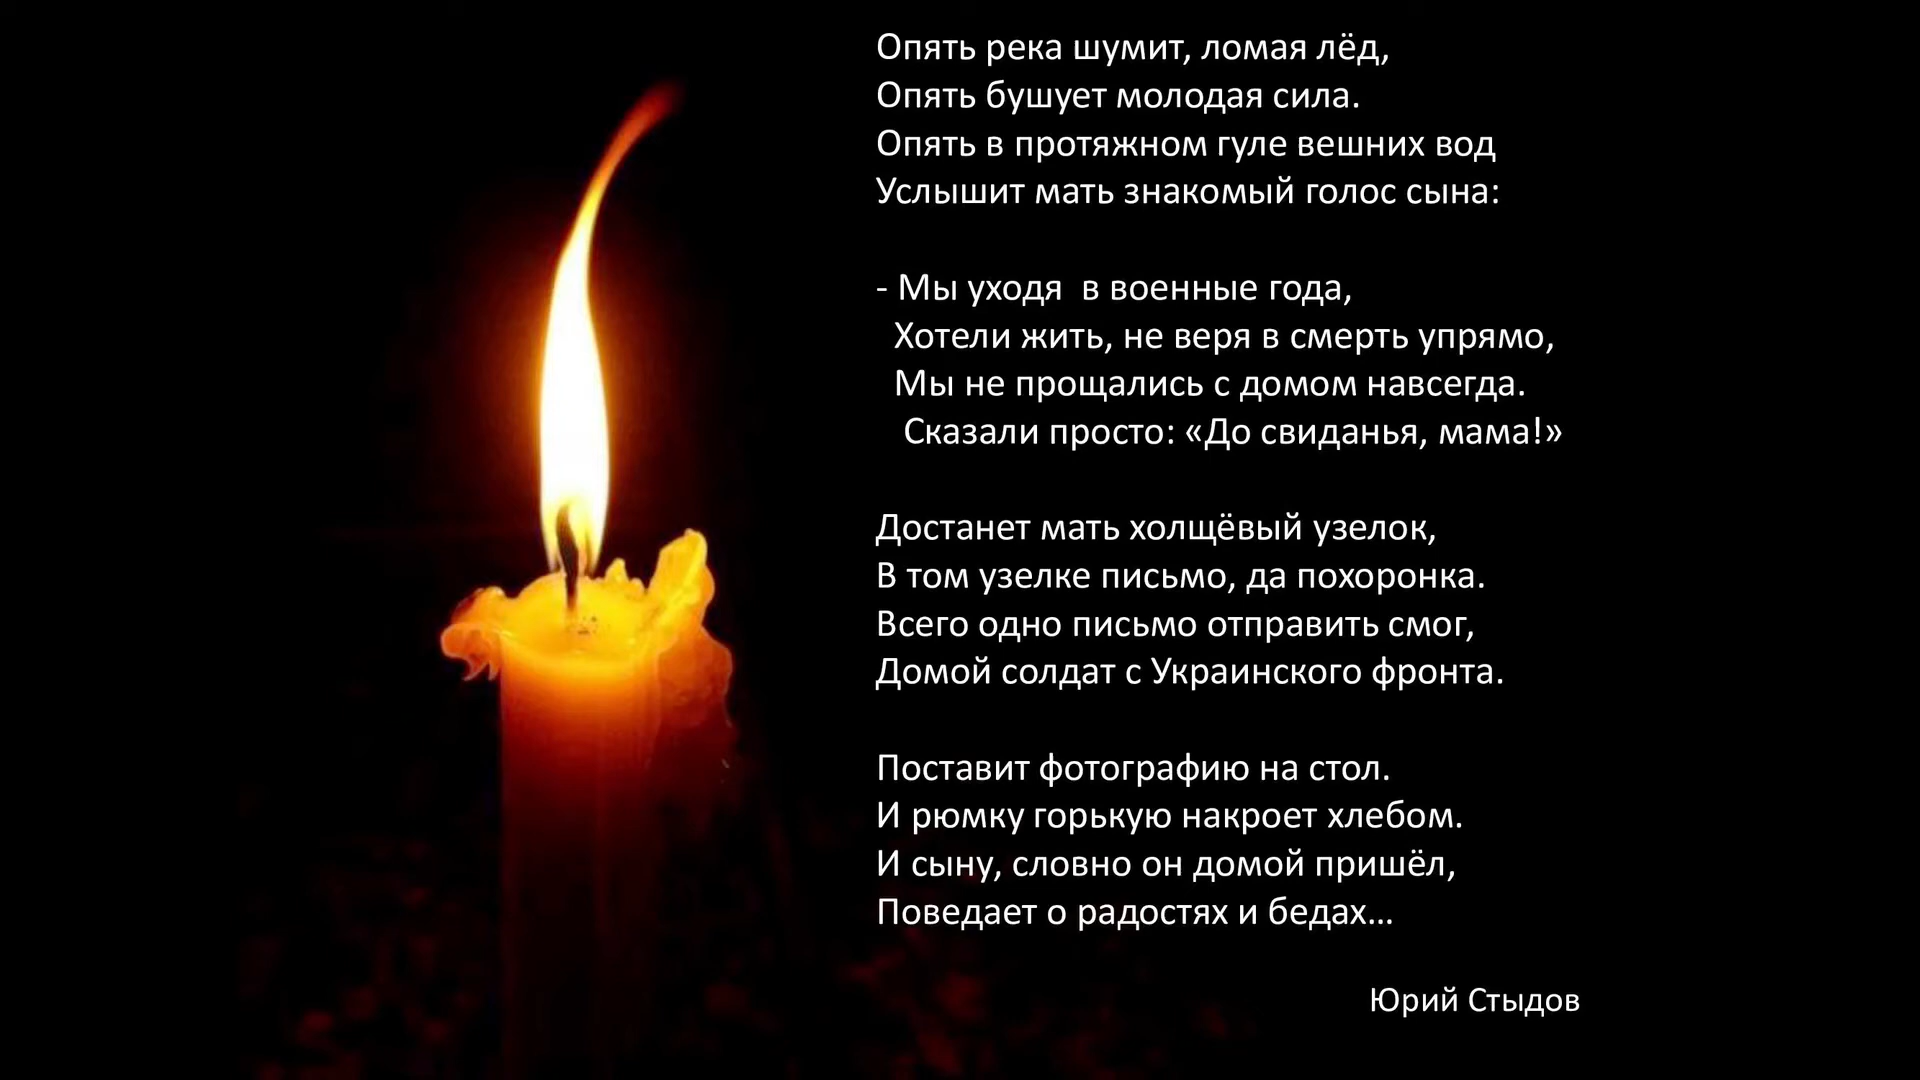 Опять река шумит, ломая лёд,
Опять бушует молодая сила.
Опять в протяжном гуле вешних вод
Услышит мать знакомый голос сына:
- Мы уходя  в военные года,
Хотели жить, не веря в смерть упрямо,
Мы не прощались с домом навсегда.
Сказали просто: «До свиданья, мама!»
Достанет мать холщёвый узелок,
В том узелке письмо, да похоронка.
Всего одно письмо отправить смог,
Домой солдат с Украинского фронта.
Поставит фотографию на стол.
И рюмку горькую накроет хлебом.
И сыну, словно он домой пришёл,
Поведает о радостях и бедах...
Юрий Стыдов